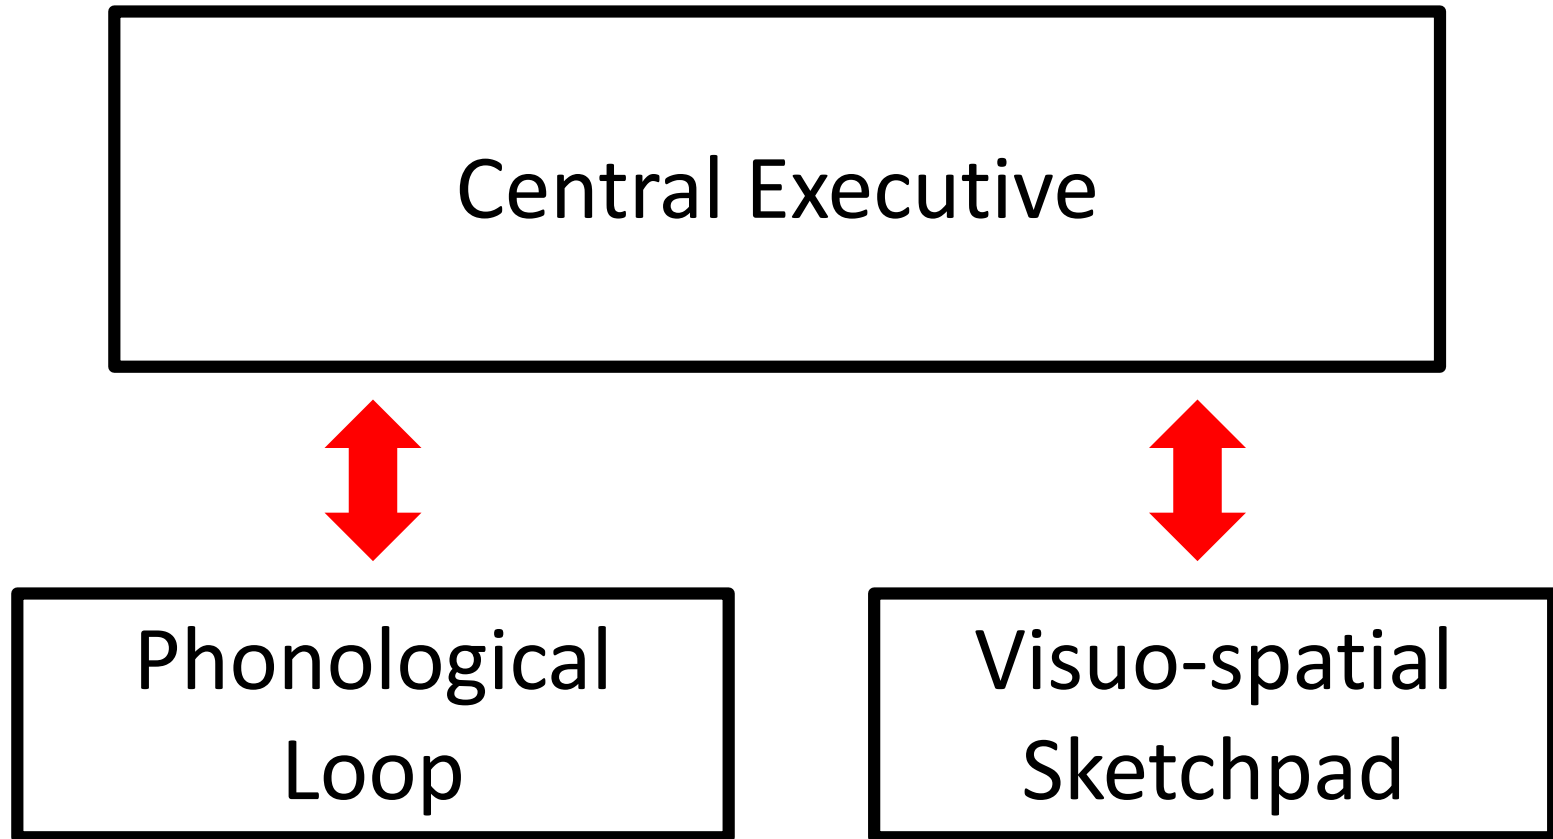 Central Executive
Phonological
Loop
Visuo-spatial
Sketchpad